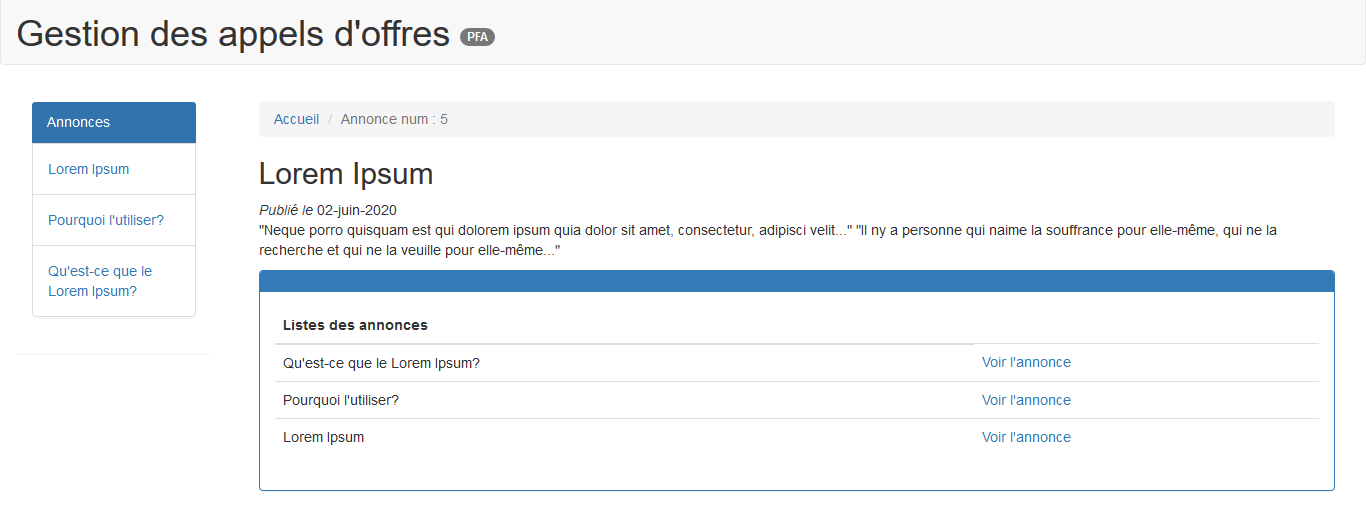 Gestion des appels d'offres PFA
Annonces
Lorem Ipsum
Pourquoi l'utiliser?
Qu'est-ce que le
Lorem Ipsum?
Accueil / Annonce num : 5
Lorem Ipsum
Publié le 02-juin-2020
"Neque porro quisquam est qui dolorem ipsum quia dolor sit amet, consectetur, adipisci velit..." "Il ny a personne qui naime la souffrance pour elle-même, qui ne la
recherche et qui ne la veuille pour elle-même..."
Listes des annonces
Qu'est-ce que le Lorem Ipsum? Voir l'annonce
Pourquoi l'utiliser? Voir l'annonce
Lorem Ipsum Voir l'annonce